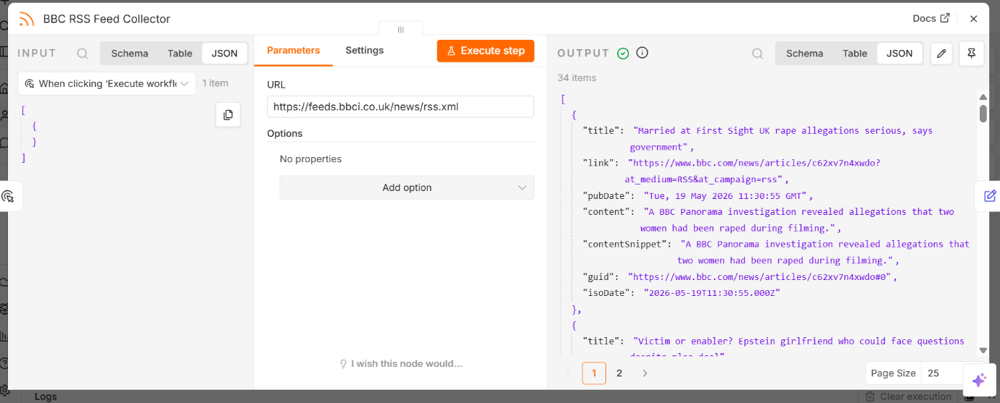 BBC RSS Feed Collector
Docs
INPUT
Schema
Table
JSON
When clicking 'Execute workfl
1 item
[
{
}
]
Parameters
Settings
Execute step
URL
https://feeds.bbci.co.uk/news/rss.xml
Options
No properties
Add option
I wish this node would...
OUTPUT
Schema
Table
JSON
34 items
[
{
"title": "Married at First Sight UK rape allegations serious, says
government",
"link": "https://www.bbc.com/news/articles/c62xv7n4xwdo?
at_medium=RSS&at_campaign=rss",
"pubDate": "Tue, 19 May 2026 11:30:55 GMT",
"content": "A BBC Panorama investigation revealed allegations that two
women had been raped during filming.",
"contentSnippet": "A BBC Panorama investigation revealed allegations that
two women had been raped during filming.",
"guid": "https://www.bbc.com/news/articles/c62xv7n4xwdo#0",
"isoDate": "2026-05-19T11:30:55.000Z"
},
{
"title": "Victim or enabler? Epstein girlfriend who could face questions
despite plea deal"
1
2
Page Size
25
Logs
Clear execution